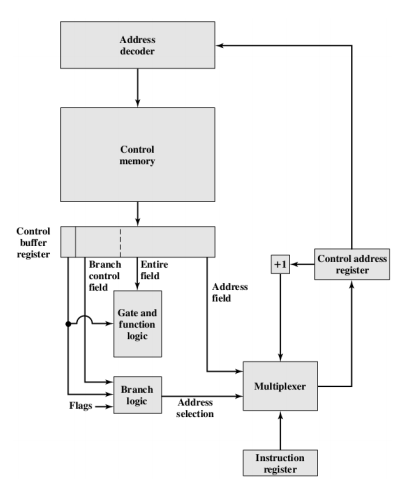 Address
decoder
Control
memory
Control
buffer
register
Branch
control
field
Entire
field
Address
field
+1
Control address
register
Gate and
function
logic
Branch
logic
Flags
Address
selection
Multiplexer
Instruction
register